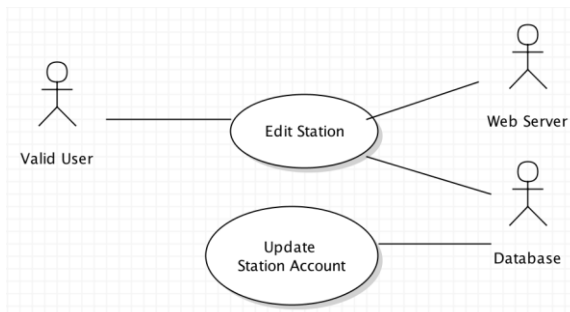 Valid User
Edit Station
Web Server
Update
Station Account
Database